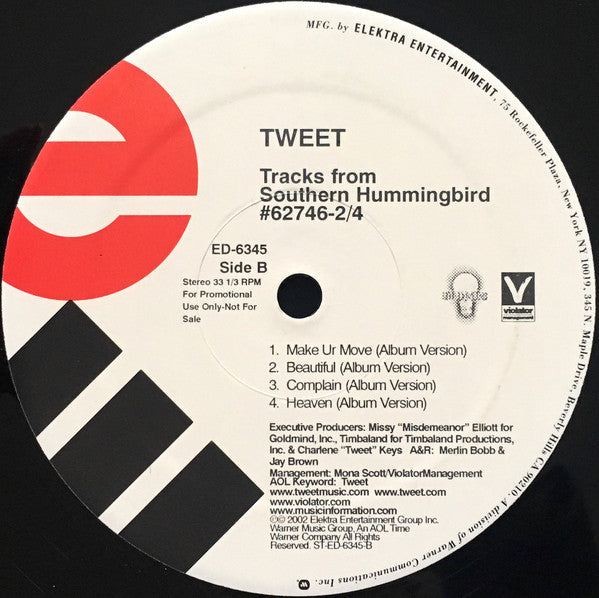 MFG. by ELEKTRA ENTERTAINMENT, 75 Rockefeller Plaza, New York NY 10019, 345 N. Maple Drive, Beverly Hills CA 90210. A division of Warner Communications Inc.
TWEET
Tracks from
Southern Hummingbird
#62746-2/4
ED-6345
Side B
Stereo 33 1/3 RPM
For Promotional
Use Only-Not For
Sale
V
violator
management
1. Make Ur Move (Album Version)
2. Beautiful (Album Version)
3. Complain (Album Version)
4. Heaven (Album Version)
Executive Producers: Missy "Misdemeanor" Elliott for
Goldmind, Inc., Timbaland for Timbaland Productions,
Inc. & Charlene "Tweet" Keys A&R: Merlin Bobb &
Jay Brown
Management: Mona Scott/ViolatorManagement
AOL Keyword: Tweet
www.tweetmusic.com www.tweet.com
www.violator.com
www.musicinformation.com
℗© 2002 Elektra Entertainment Group Inc.
Warner Music Group, An AOL Time
Warner Company All Rights
Reserved. ST-ED-6345-B